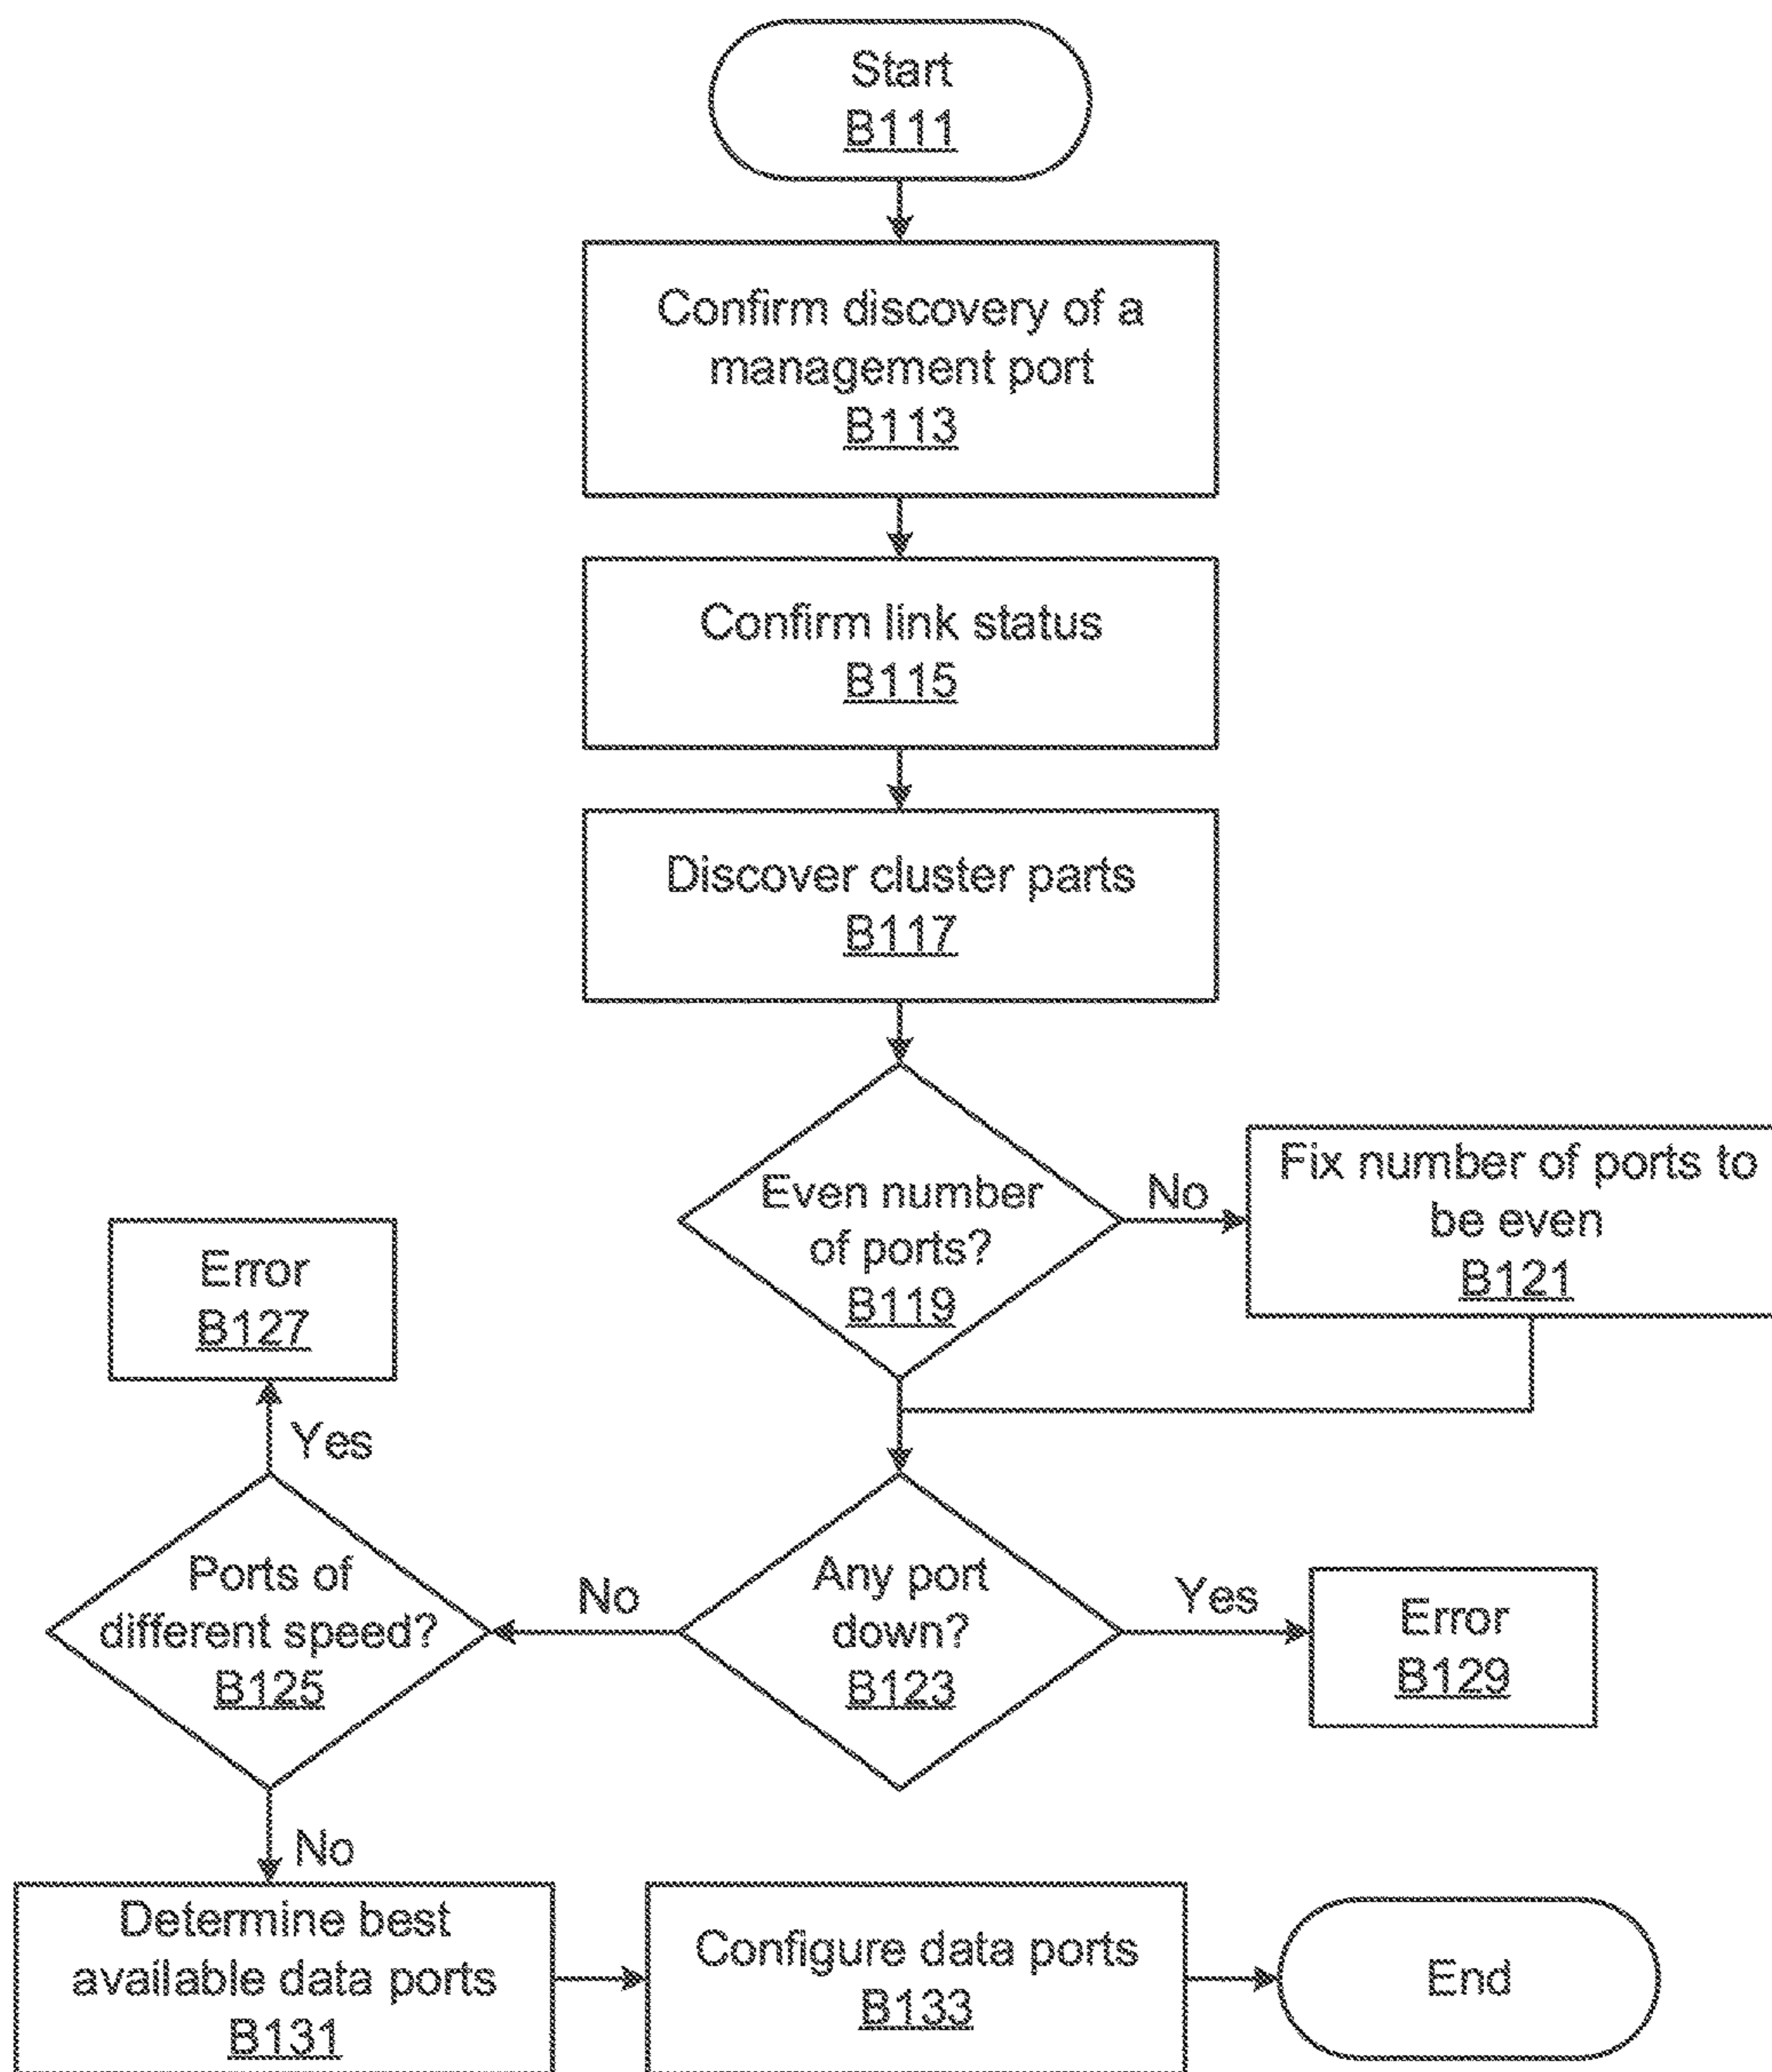 Start
B111
Confirm discovery of a
management port
B113
Confirm link status
B115
Discover cluster parts
B117
Even number
of ports?
B119
No
Fix number of ports to
be even
B121
Error
B127
Yes
Ports of
different speed?
B125
No
Any port
down?
B123
Yes
Error
B129
No
Determine best
available data ports
B131
Configure data ports
B133
End